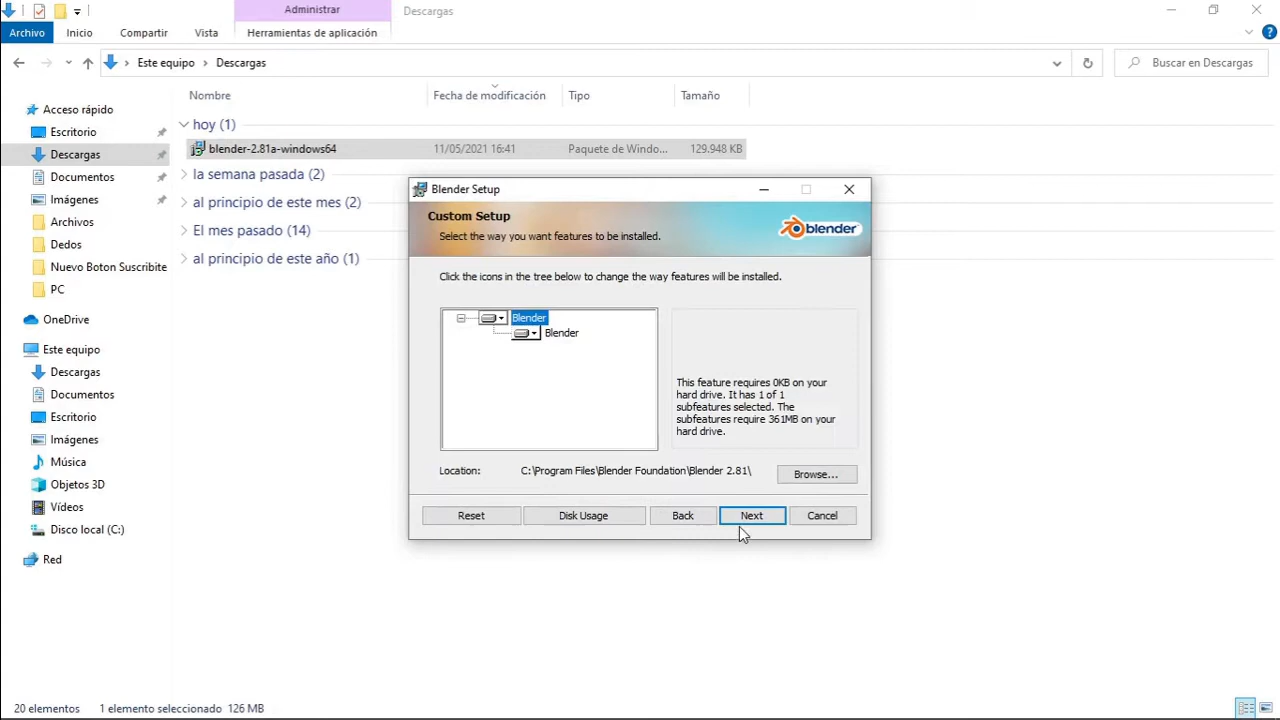 Administrar
Descargas
Archivo
Inicio
Compartir
Vista
Herramientas de aplicación
Este equipo
Descargas
Buscar en Descargas
Nombre
Fecha de modificación
Tipo
Tamaño
Acceso rápido
Escritorio
Descargas
Documentos
Imágenes
Archivos
Dedos
Nuevo Boton Suscribite
PC
OneDrive
Este equipo
Descargas
Documentos
Escritorio
Imágenes
Música
Objetos 3D
Vídeos
Disco local (C:)
Red
hoy (1)
blender-2.81a-windows64
11/05/2021 16:41
Paquete de Windo...
129.948 KB
la semana pasada (2)
al principio de este mes (2)
El mes pasado (14)
al principio de este año (1)
Blender Setup
Custom Setup
Select the way you want features to be installed.
blender
Click the icons in the tree below to change the way features will be installed.
Blender
Blender
This feature requires 0KB on your
hard drive. It has 1 of 1
subfeatures selected. The
subfeatures require 361MB on your
hard drive.
Location:
C:\Program Files\Blender Foundation\Blender 2.81\
Browse...
Reset
Disk Usage
Back
Next
Cancel
20 elementos
1 elemento seleccionado 126 MB